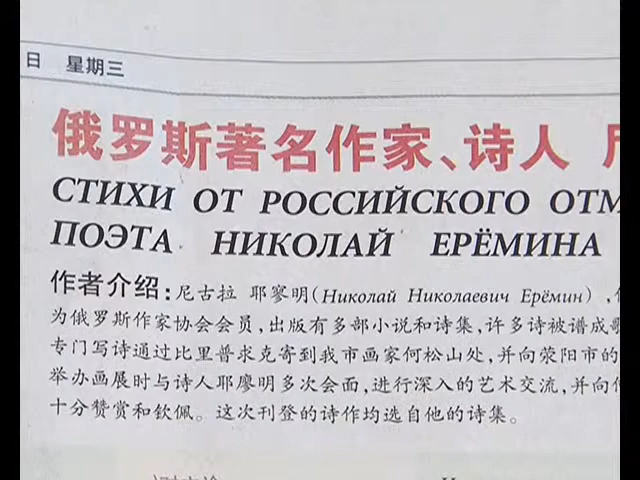 日 星期三
俄罗斯著名作家、诗人
СТИХИ ОТ РОССИЙСКОГО ОТМ
ПОЭТА НИКОЛАЙ ЕРЁМИНА
作者介绍:尼古拉 耶寥明(Николай Николаевич Ерёмин),
为俄罗斯作家协会会员,出版有多部小说和诗集,许多诗被谱成歌
专门写诗通过比里普求克寄到我市画家何松山处,并向荥阳市的
举办画展时与诗人耶廖明多次会面,进行深入的艺术交流,并向
十分赞赏和钦佩。这次刊登的诗作均选自他的诗集。